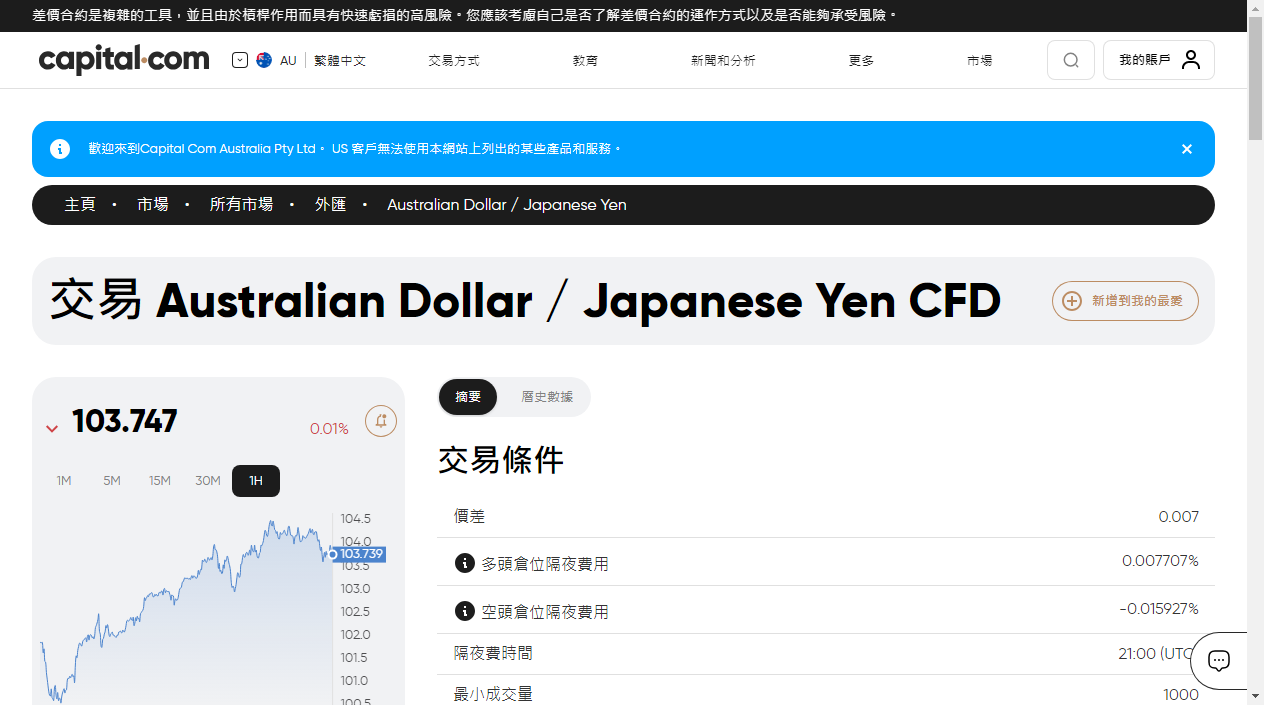 差價合約是複雜的工具，並且由於槓桿作用而具有快速虧損的高風險。您應該考慮自己是否了解差價合約的運作方式以及是否能夠承受風險。
capital.com AU 繁體中文 交易方式 教育 新聞和分析 更多 市場 我的賬戶
歡迎來到Capital Com Australia Pty Ltd。 US 客戶無法使用本網站上列出的某些產品和服務。
主頁 • 市場 • 所有市場 • 外匯 • Australian Dollar / Japanese Yen
交易 Australian Dollar / Japanese Yen CFD
新增到我的最愛
103.747
0.01%
1M 5M 15M 30M 1H
104.5
104.0
103.739
103.5
103.0
102.5
102.0
101.5
101.0
100.5
摘要 歷史數據
交易條件
價差 0.007
多頭倉位隔夜費用 0.007707%
空頭倉位隔夜費用 -0.015927%
隔夜費時間 21:00 (UTC
最小成交量 1000